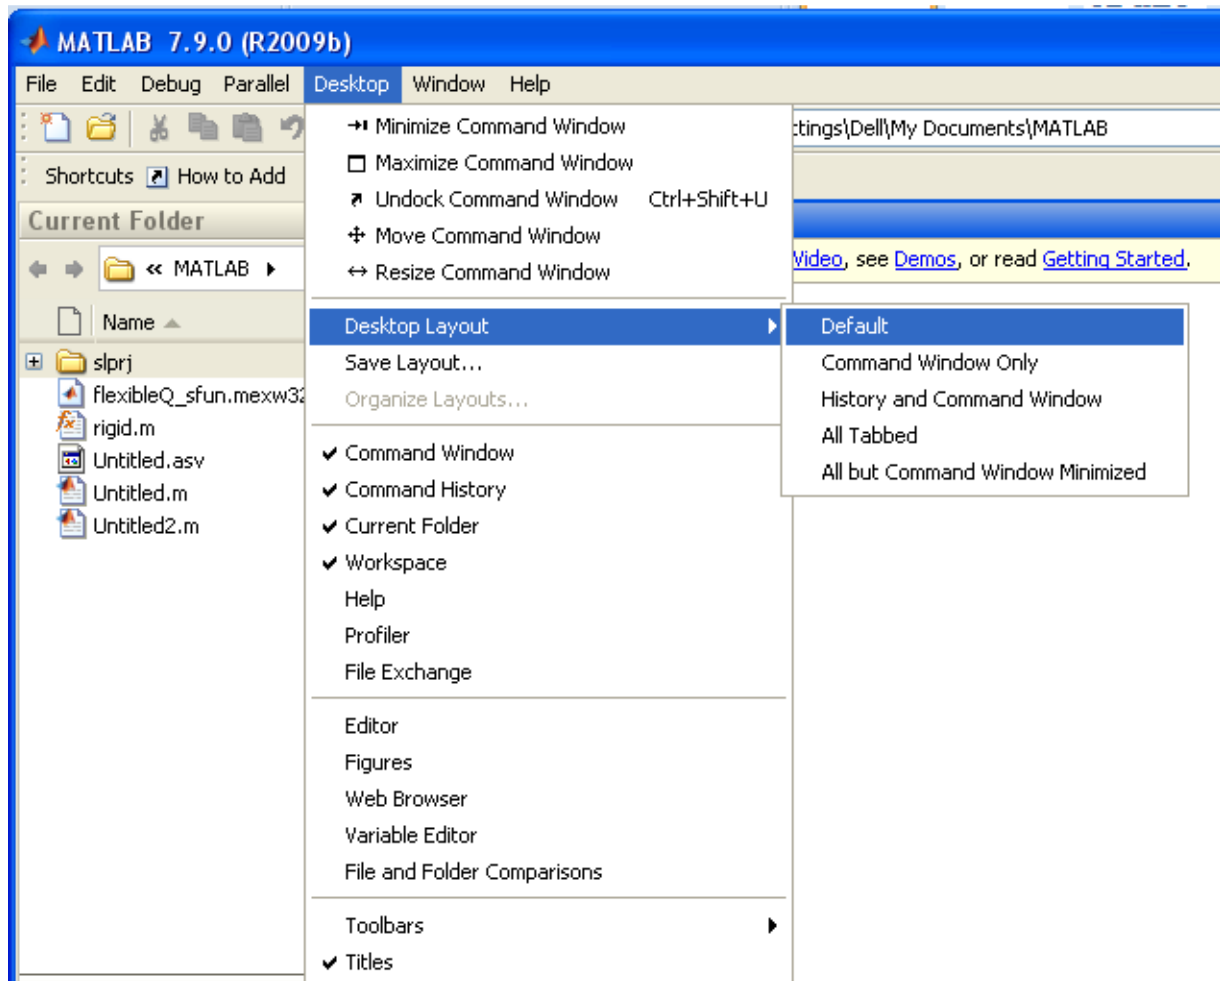 MATLAB 7.9.0 (R2009b)
File Edit Debug Parallel Desktop Window Help
Minimize Command Window
Maximize Command Window
Undock Command Window Ctrl+Shift+U
Move Command Window
Resize Command Window
Desktop Layout
Save Layout...
Organize Layouts...
Command Window
Command History
Current Folder
Workspace
Help
Profiler
File Exchange
Editor
Figures
Web Browser
Variable Editor
File and Folder Comparisons
Toolbars
Titles
Default
Command Window Only
History and Command Window
All Tabbed
All but Command Window Minimized
\Dell\My Documents\MATLAB
Shortcuts How to Add
Current Folder
« MATLAB
Name
slprj
flexibleQ_sfun.mexw32
rigid.m
Untitled.asv
Untitled.m
Untitled2.m
Video, see Demos, or read Getting Started.